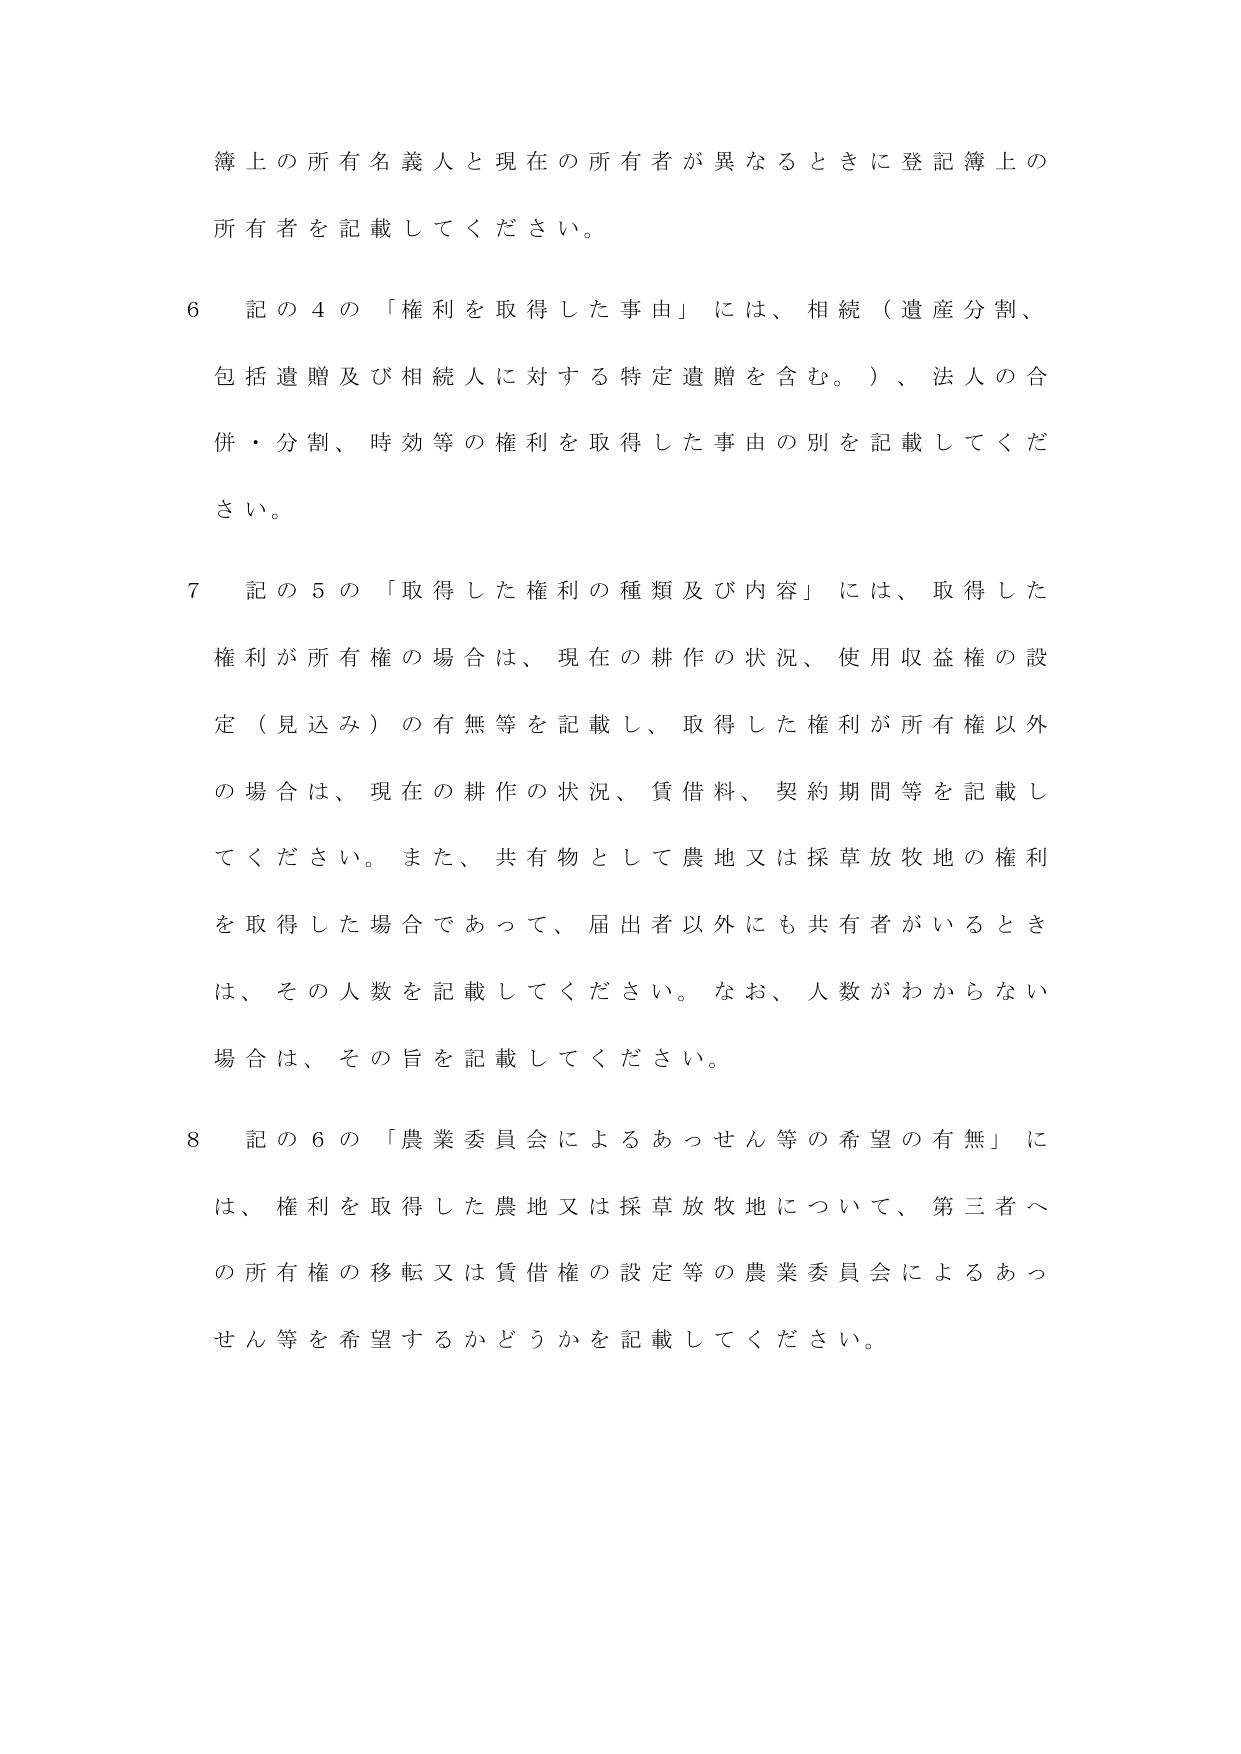 簿上の所有名義人と現在の所有者が異なるときに登記簿上の
所有者を記載してください。
6　記の4の「権利を取得した事由」には、相続（遺産分割、
包括遺贈及び相続人に対する特定遺贈を含む。）、法人の合
併・分割、時効等の権利を取得した事由の別を記載してくだ
さい。
7　記の5の「取得した権利の種類及び内容」には、取得した
権利が所有権の場合は、現在の耕作の状況、使用収益権の設
定（見込み）の有無等を記載し、取得した権利が所有権以外
の場合は、現在の耕作の状況、賃借料、契約期間等を記載し
てください。また、共有物として農地又は採草放牧地の権利
を取得した場合であって、届出者以外にも共有者がいるとき
は、その人数を記載してください。なお、人数がわからない
場合は、その旨を記載してください。
8　記の6の「農業委員会によるあっせん等の希望の有無」に
は、権利を取得した農地又は採草放牧地について、第三者へ
の所有権の移転又は賃借権の設定等の農業委員会によるあっ
せん等を希望するかどうかを記載してください。